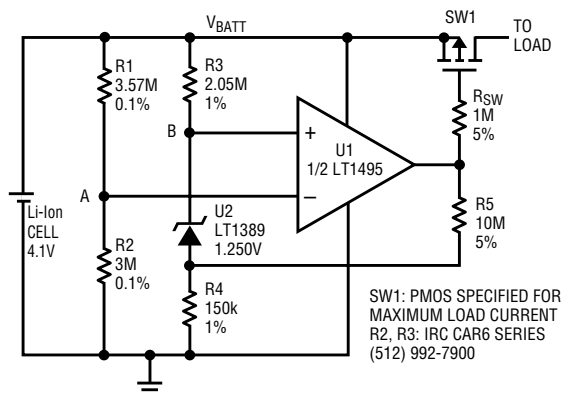 VBATT
SW1
TO
LOAD
R1
3.57M
0.1%
R3
2.05M
1%
RSW
1M
5%
B
+
U1
1/2 LT1495
A
–
Li-Ion
CELL
4.1V
U2
LT1389
1.250V
R5
10M
5%
R2
3M
0.1%
R4
150k
1%
SW1: PMOS SPECIFIED FOR
MAXIMUM LOAD CURRENT
R2, R3: IRC CAR6 SERIES
(512) 992-7900